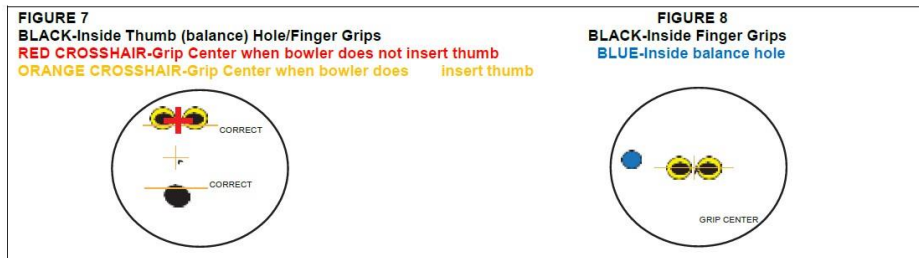 FIGURE 7
BLACK-Inside Thumb (balance) Hole/Finger Grips
RED CROSSHAIR-Grip Center when bowler does not insert thumb
ORANGE CROSSHAIR-Grip Center when bowler does insert thumb
CORRECT
CORRECT
FIGURE 8
BLACK-Inside Finger Grips
BLUE-Inside balance hole
GRIP CENTER